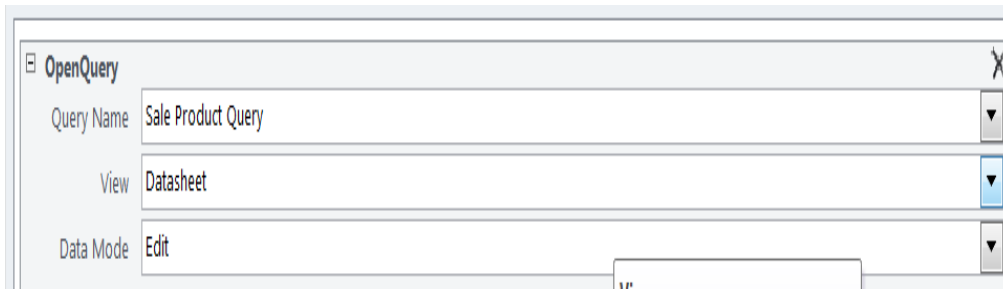 OpenQuery
Query Name Sale Product Query
View Datasheet
Data Mode Edit